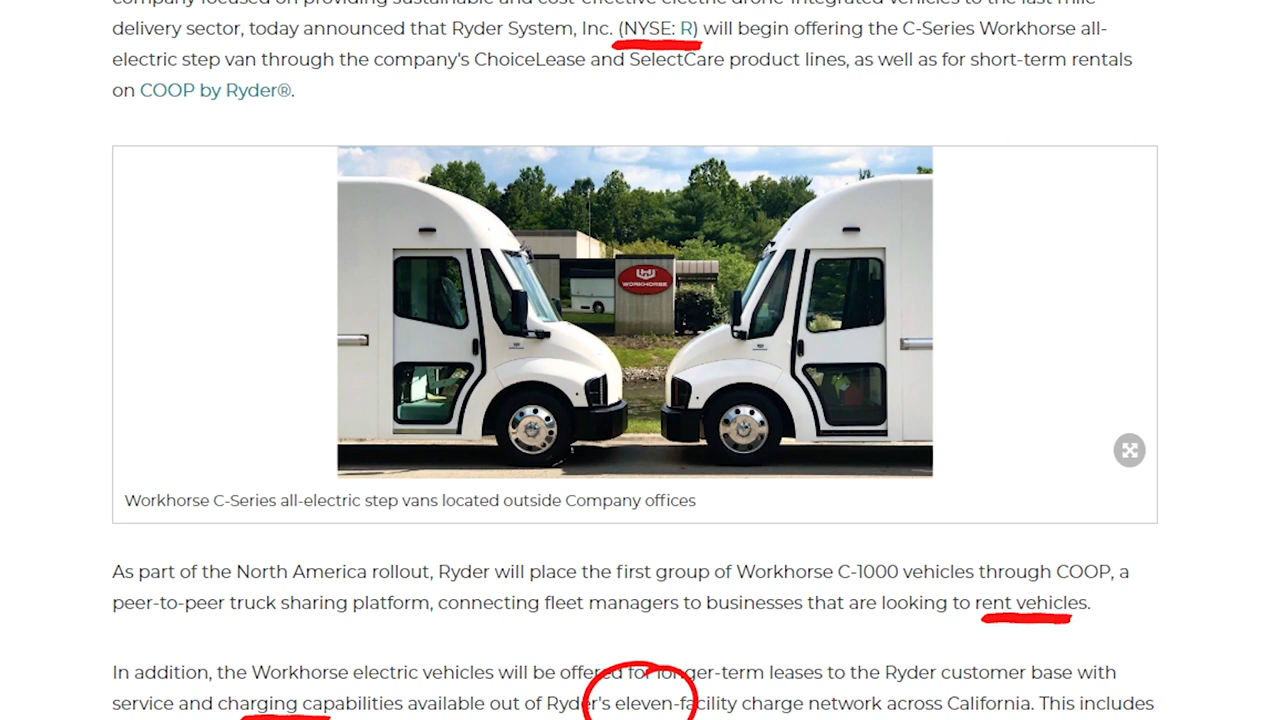 company focused on providing sustainable and cost-effective electric drone-integrated vehicles to the last-mile
delivery sector, today announced that Ryder System, Inc. (NYSE: R) will begin offering the C-Series Workhorse all-
electric step van through the company's ChoiceLease and SelectCare product lines, as well as for short-term rentals
on COOP by Ryder®.
WORKHORSE
Workhorse C-Series all-electric step vans located outside Company offices
As part of the North America rollout, Ryder will place the first group of Workhorse C-1000 vehicles through COOP, a
peer-to-peer truck sharing platform, connecting fleet managers to businesses that are looking to rent vehicles.
In addition, the Workhorse electric vehicles will be offered for longer-term leases to the Ryder customer base with
service and charging capabilities available out of Ryder's eleven-facility charge network across California. This includes